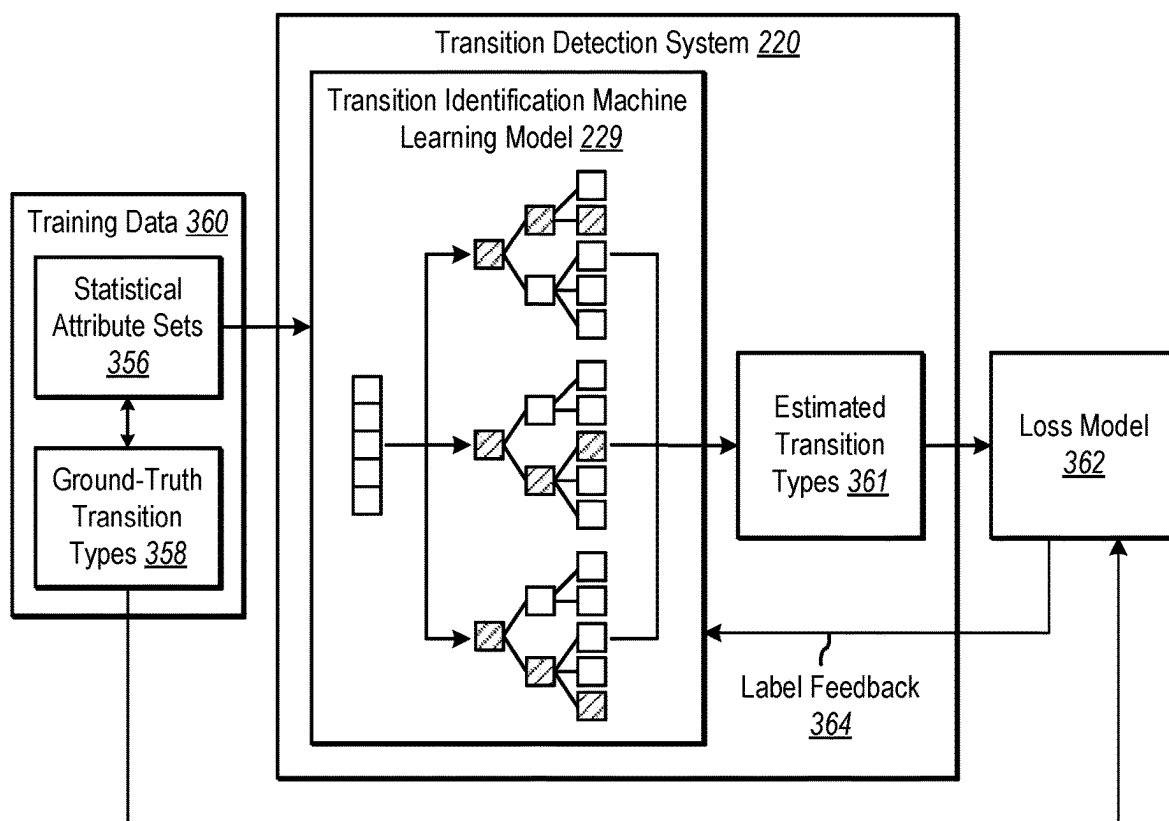 Transition Detection System 220
Transition Identification Machine
Learning Model 229
Training Data 360
Statistical
Attribute Sets
356
Ground-Truth
Transition
Types 358
Estimated
Transition
Types 361
Loss Model
362
Label Feedback
364